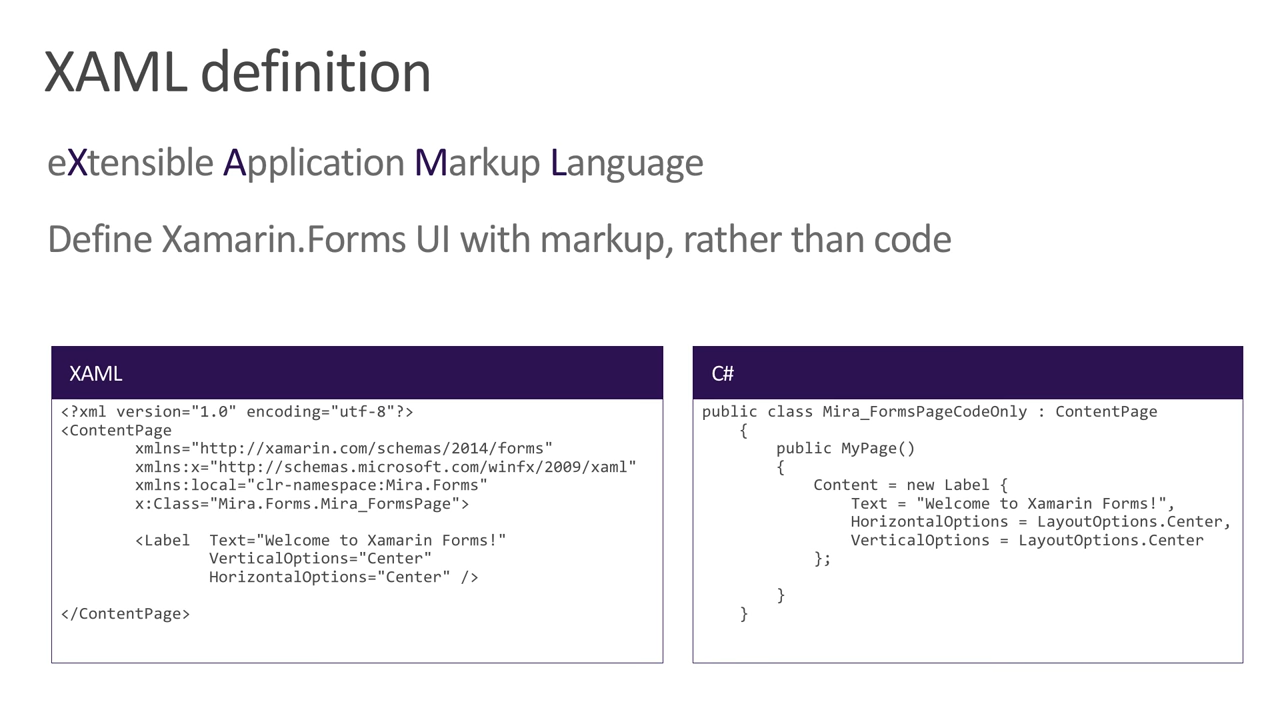 XAML definition
eXtensible Application Markup Language
Define Xamarin.Forms UI with markup, rather than code
XAML
<?xml version="1.0" encoding="utf-8"?>
<ContentPage
        xmlns="http://xamarin.com/schemas/2014/forms"
        xmlns:x="http://schemas.microsoft.com/winfx/2009/xaml"
        xmlns:local="clr-namespace:Mira.Forms"
        x:Class="Mira.Forms.Mira_FormsPage">
        <Label  Text="Welcome to Xamarin Forms!"
                VerticalOptions="Center"
                HorizontalOptions="Center" />
</ContentPage>
C#
public class Mira_FormsPageCodeOnly : ContentPage
    {
        public MyPage()
        {
            Content = new Label {
                Text = "Welcome to Xamarin Forms!",
                HorizontalOptions = LayoutOptions.Center,
                VerticalOptions = LayoutOptions.Center
            };
        }
    }